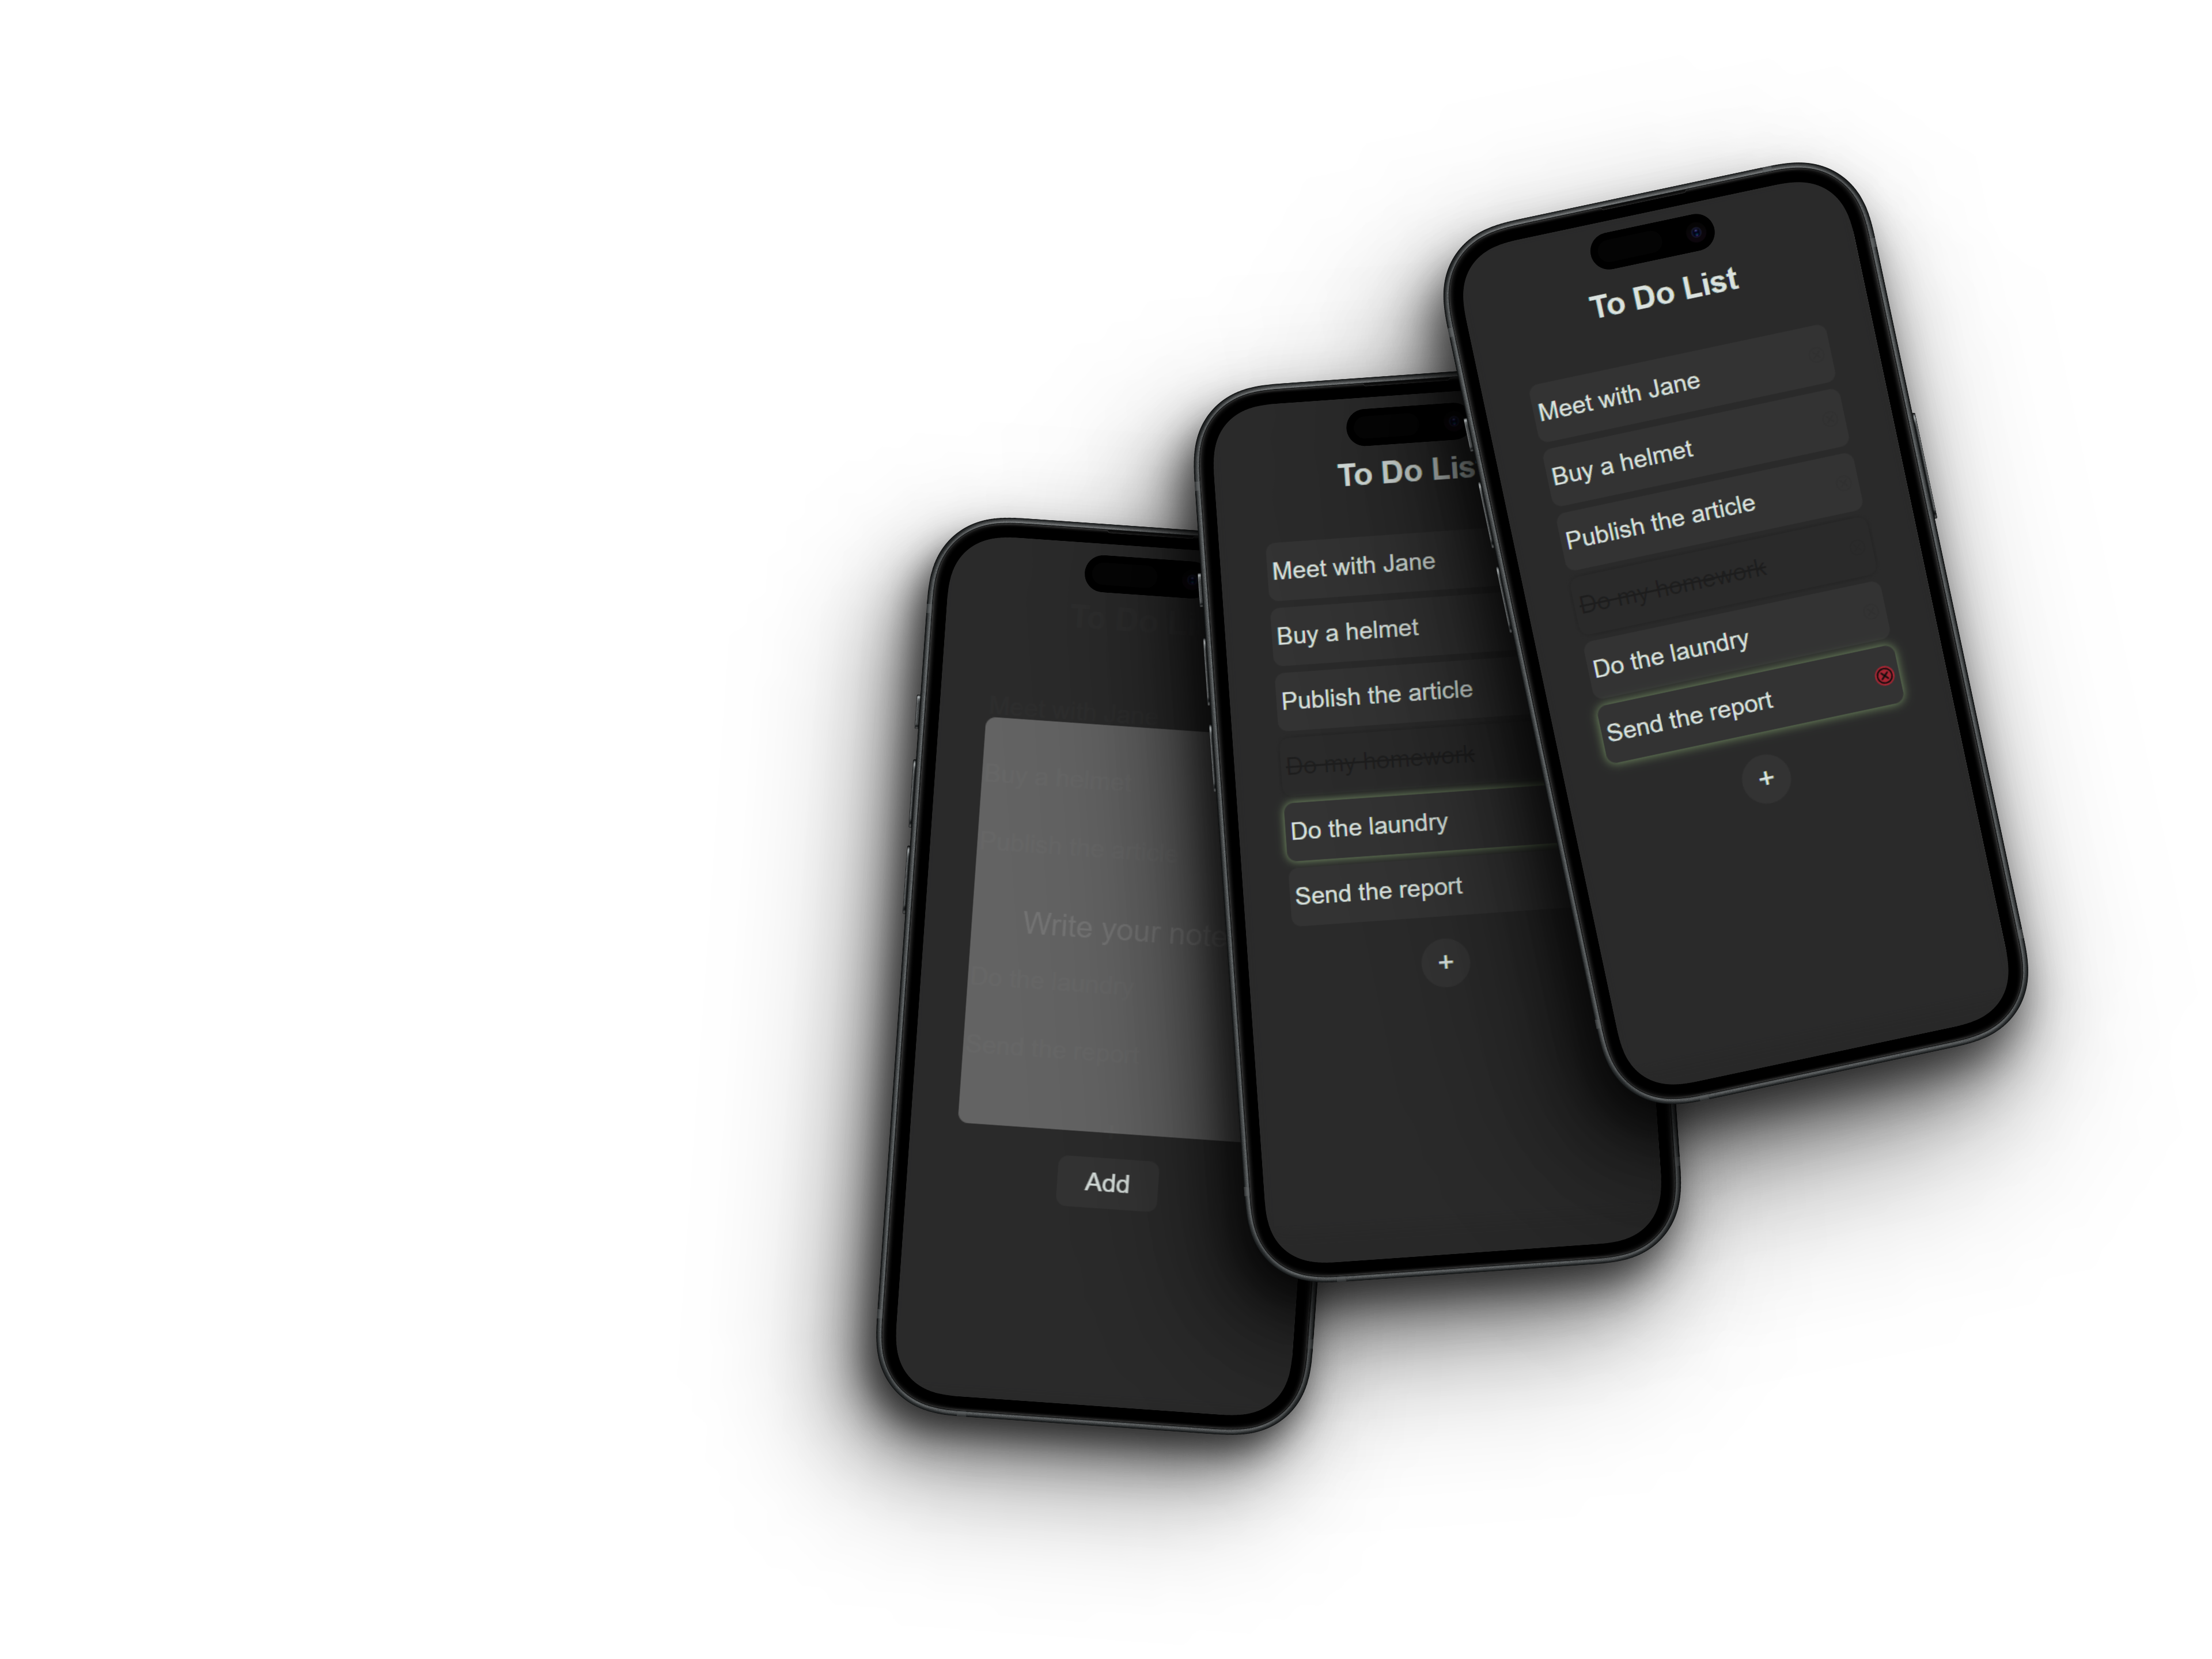 To Do
Meet with Jane
Buy a helmet
Publish the article
Write your note
Do the laundry
Send the report
Add
To Do Lis
Meet with Jane
Buy a helmet
Publish the article
Do my homework
Do the laundry
Send the report
+
To Do List
Meet with Jane
Buy a helmet
Publish the article
Do my homework
Do the laundry
Send the report
+